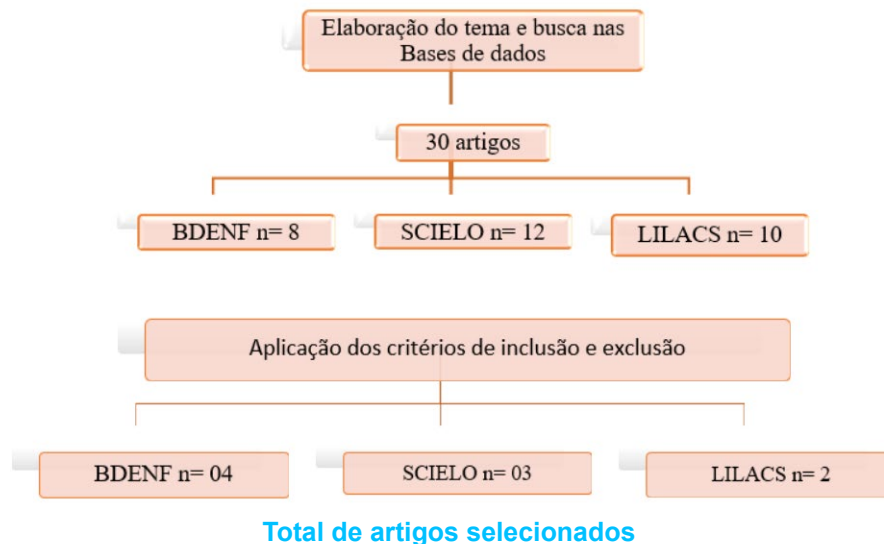 Elaboração do tema e busca nas
Bases de dados
30 artigos
BDENF n= 8
SCIELO n= 12
LILACS n= 10
Aplicação dos critérios de inclusão e exclusão
BDENF n= 04
SCIELO n= 03
LILACS n= 2
Total de artigos selecionados